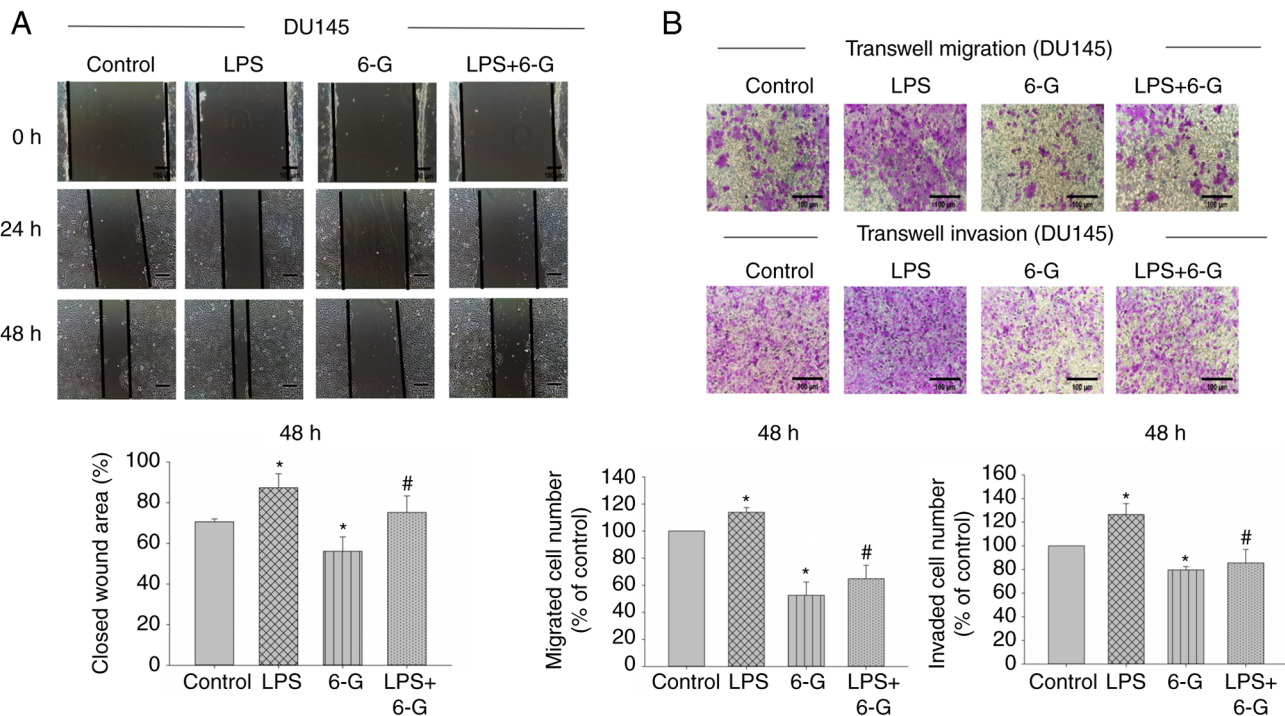 A
DU145
Control LPS 6-G LPS+6-G
0 h
100 µm
24 h
48 h
48 h
Closed wound area (%)
100
80
60
40
20
0
* * #
Control LPS 6-G LPS+
6-G
B
Transwell migration (DU145)
Control LPS 6-G LPS+6-G
100 µm 100 µm 100 µm 100 µm
Transwell invasion (DU145)
Control LPS 6-G LPS+6-G
100 µm 100 µm 100 µm 100 µm
48 h
Migrated cell number
(% of control)
140
120
100
80
60
40
20
0
* * #
Control LPS 6-G LPS+
6-G
48 h
Invaded cell number
(% of control)
160
140
120
100
80
60
40
20
0
* * #
Control LPS 6-G LPS+
6-G